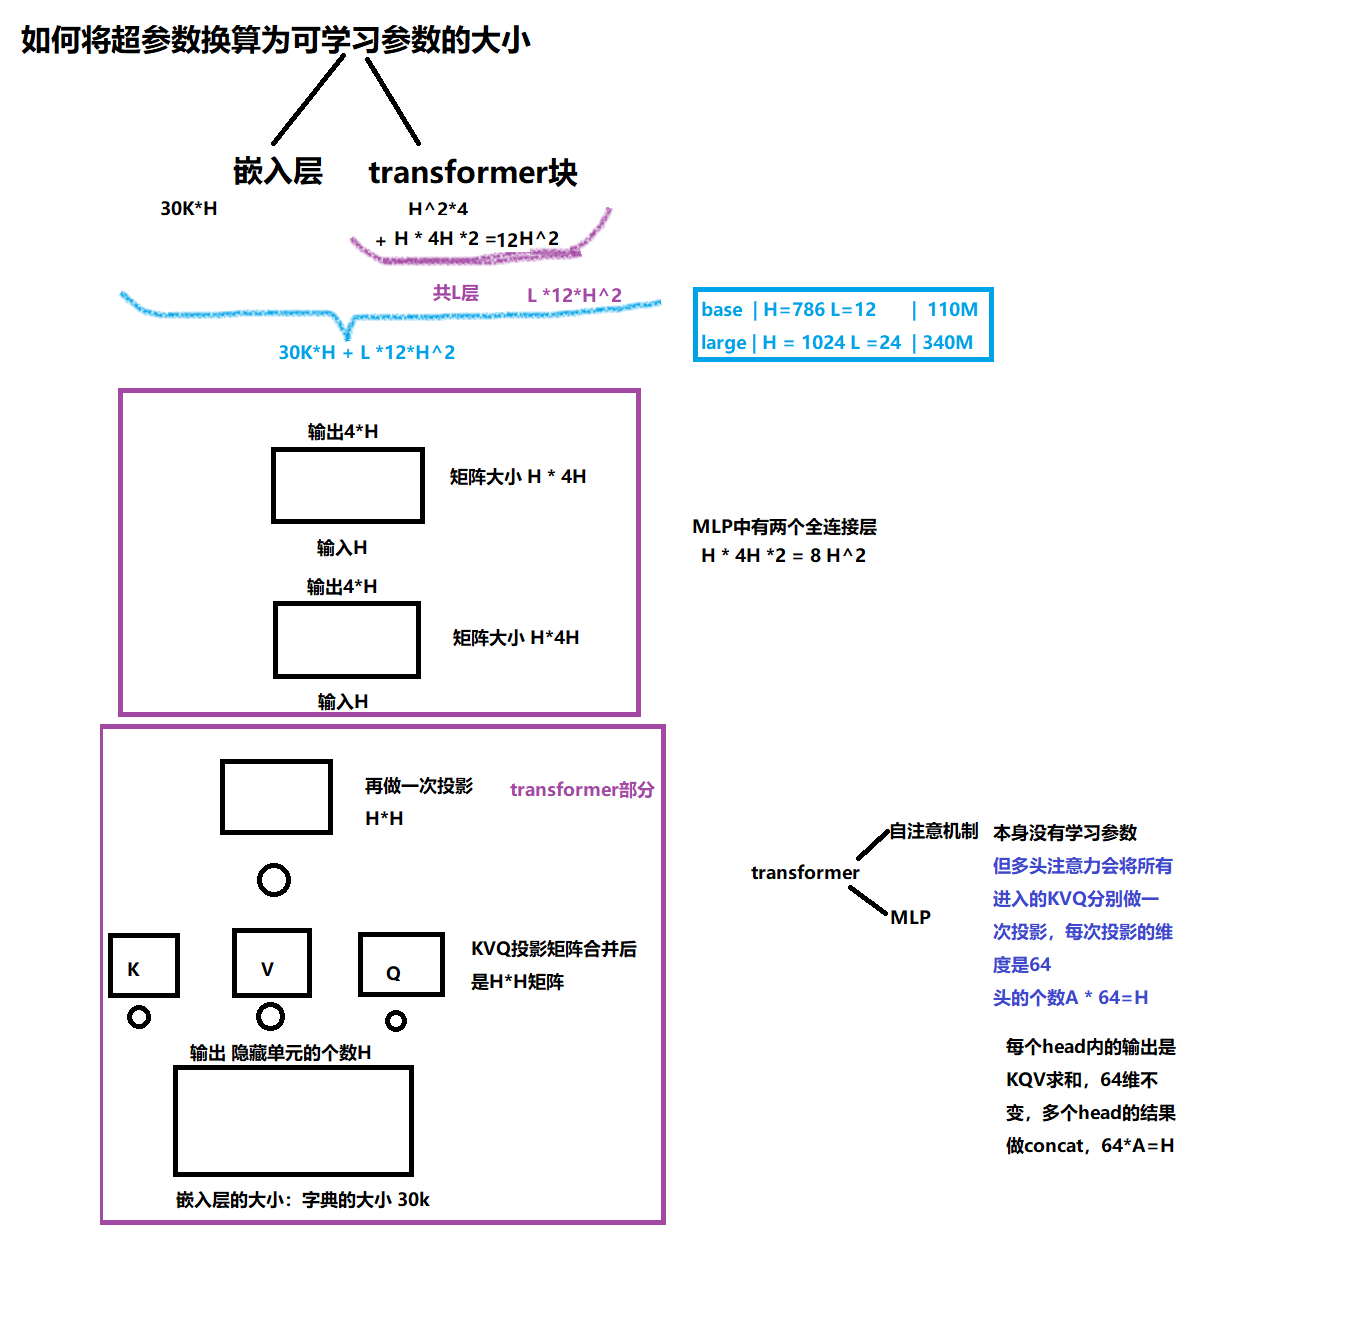 如何将超参数换算为可学习参数的大小
嵌入层 transformer块
30K*H
H^2*4
+ H * 4H *2 =12H^2
共L层 L *12*H^2
30K*H + L *12*H^2
base | H=786 L=12 | 110M
large | H = 1024 L =24 | 340M
输出4*H
矩阵大小 H * 4H
输入H
输出4*H
矩阵大小 H*4H
输入H
MLP中有两个全连接层
H * 4H *2 = 8 H^2
再做一次投影
H*H
transformer部分
K V Q
KVQ投影矩阵合并后
是H*H矩阵
输出 隐藏单元的个数H
嵌入层的大小：字典的大小 30k
transformer
自注意机制
MLP
本身没有学习参数
但多头注意力会将所有
进入的KVQ分别做一
次投影，每次投影的维
度是64
头的个数A * 64=H
每个head内的输出是
KQV求和，64维不
变，多个head的结果
做concat，64*A=H